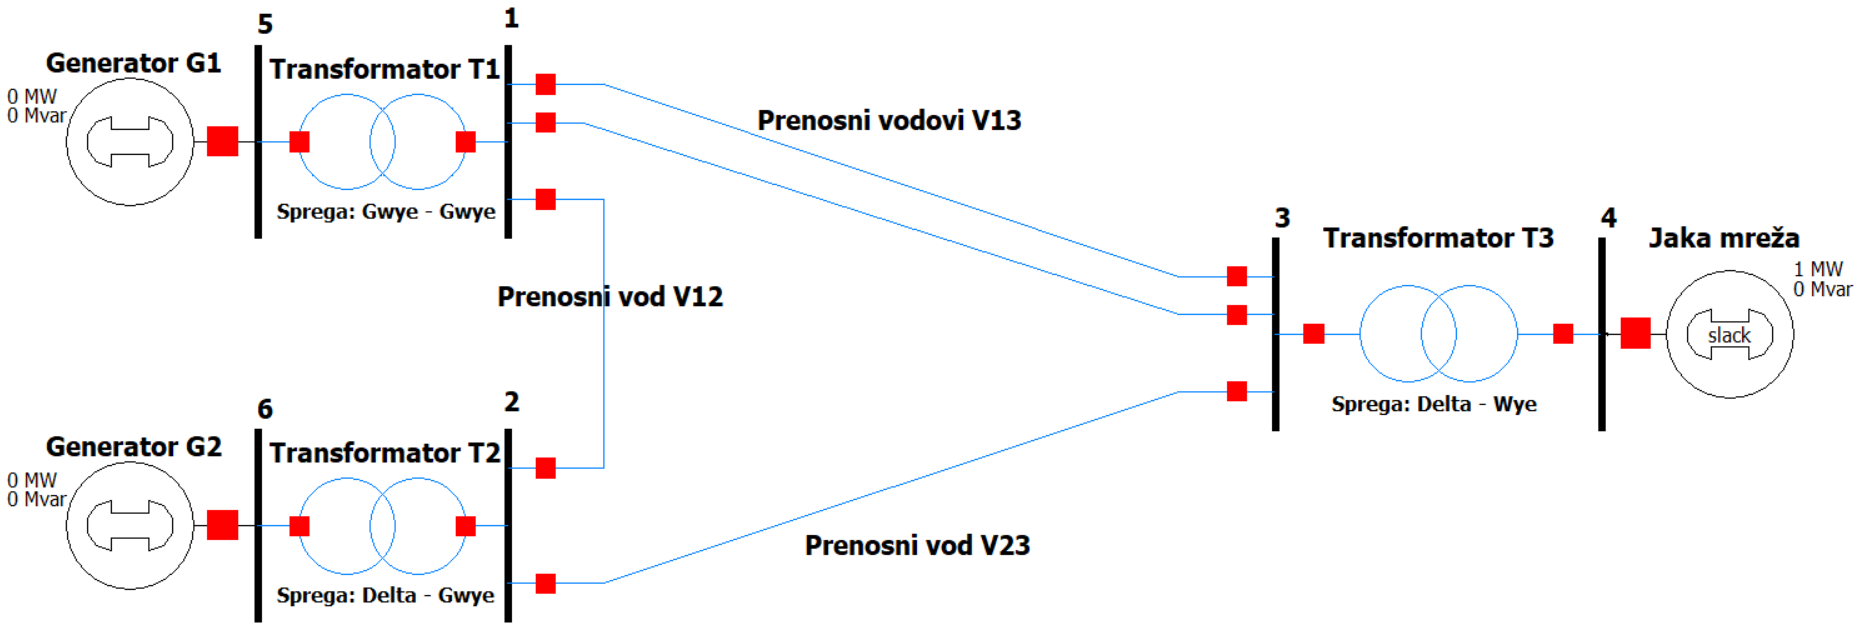 5
1
Generator G1
Transformator T1
0 MW
0 Mvar
Sprega: Gwye - Gwye
Prenosni vodovi V13
Prenosni vod V12
3
Transformator T3
4
Jaka mreža
1 MW
0 Mvar
slack
Sprega: Delta - Wye
6
2
Generator G2
Transformator T2
0 MW
0 Mvar
Sprega: Delta - Gwye
Prenosni vod V23